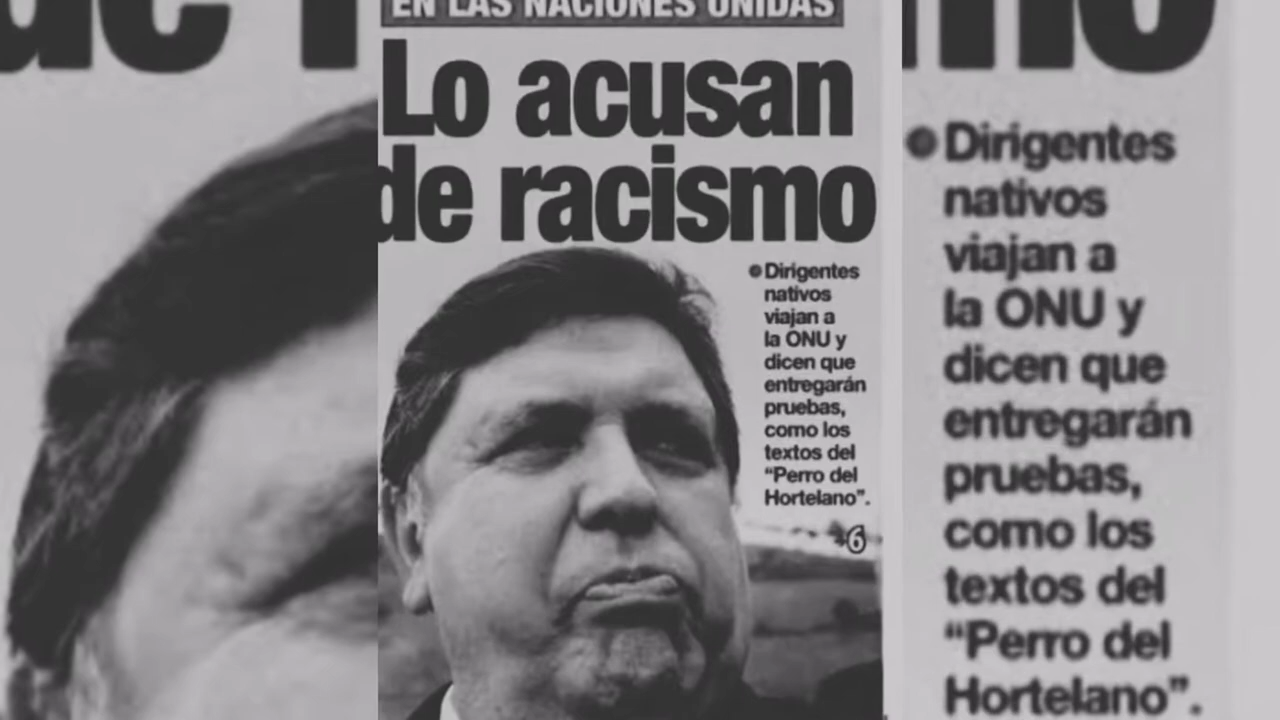 EN LAS NACIONES UNIDAS
Lo acusan
de racismo
Dirigentes
nativos
viajan a
la ONU y
dicen que
entregarán
pruebas,
como los
textos del
“Perro del
Hortelano”.
6
Dirigentes
nativos
viajan a
la ONU y
dicen que
entregarán
pruebas,
como los
textos del
“Perro del
Hortelano”.